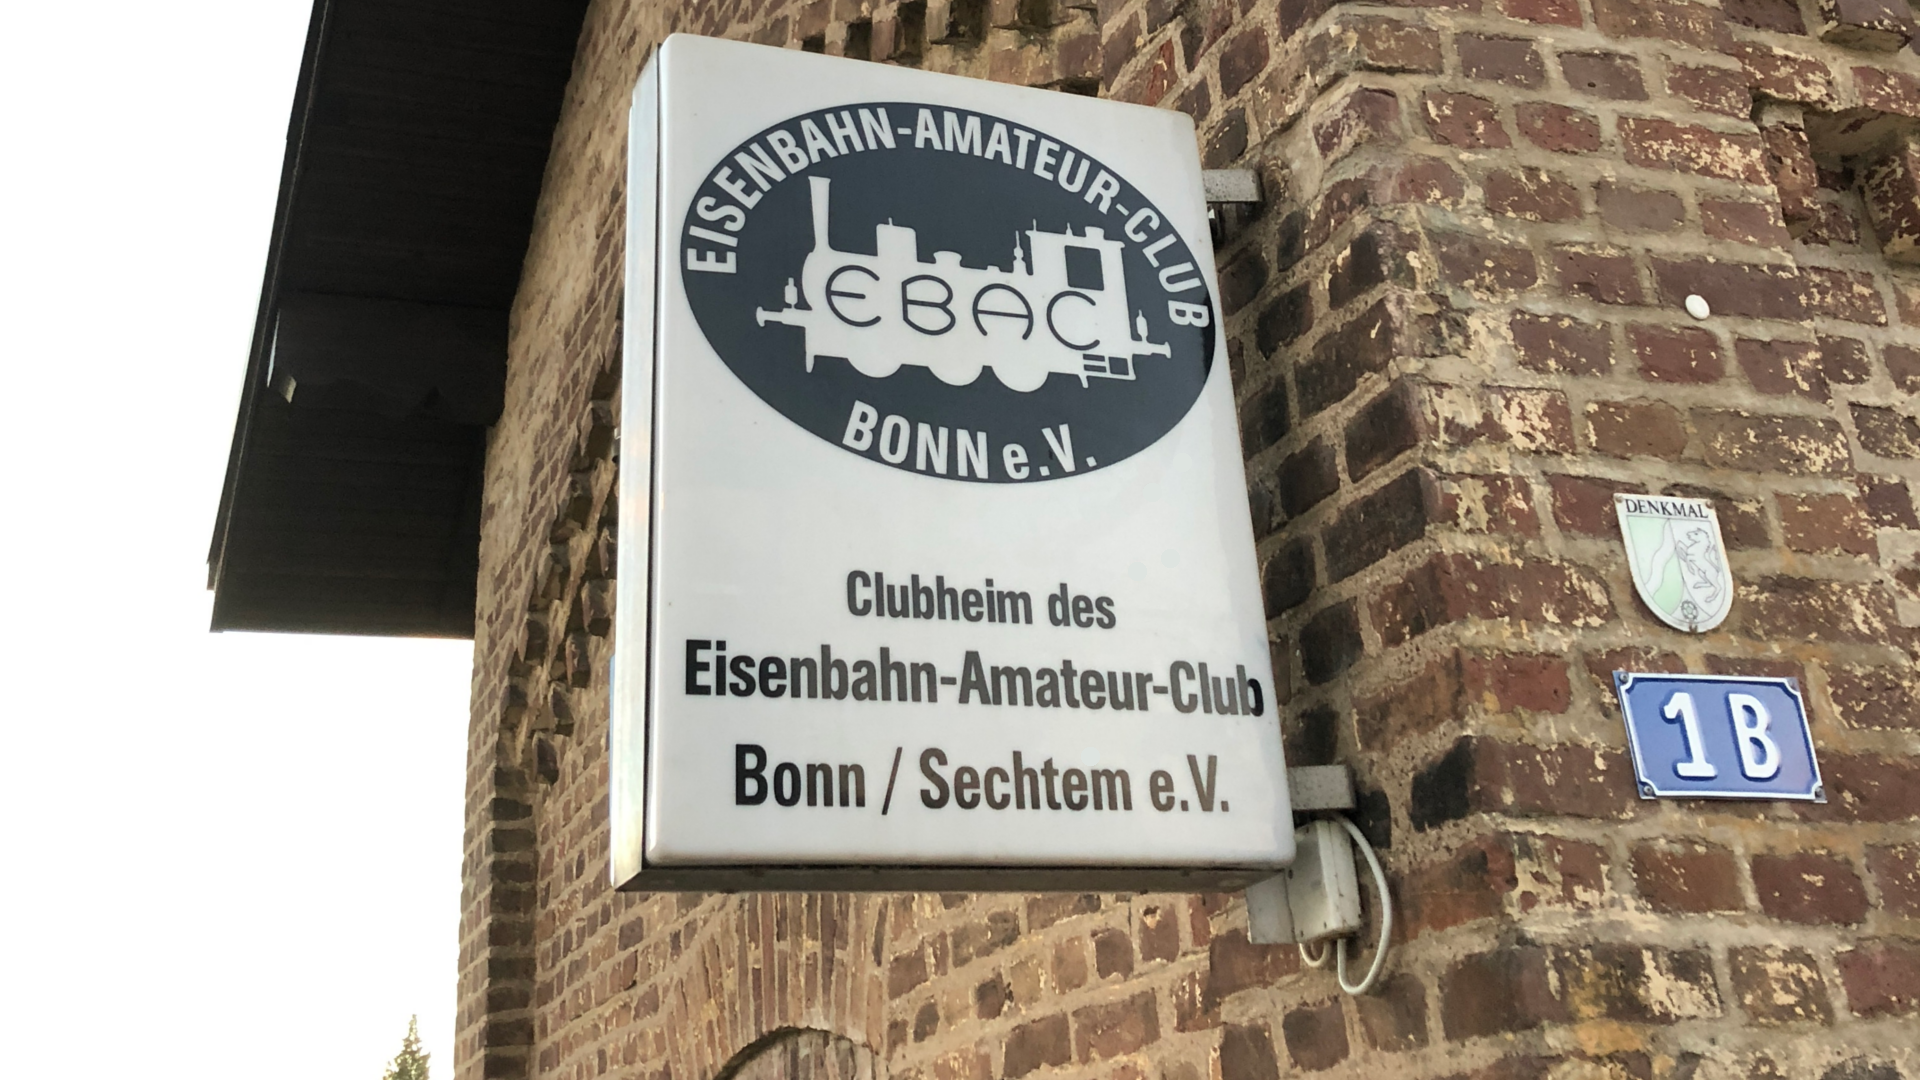 EISENBAHN-AMATEUR-CLUB
EBAC
BONN e.V.
Clubheim des
Eisenbahn-Amateur-Club
Bonn / Sechtem e.V.
DENKMAL
1B